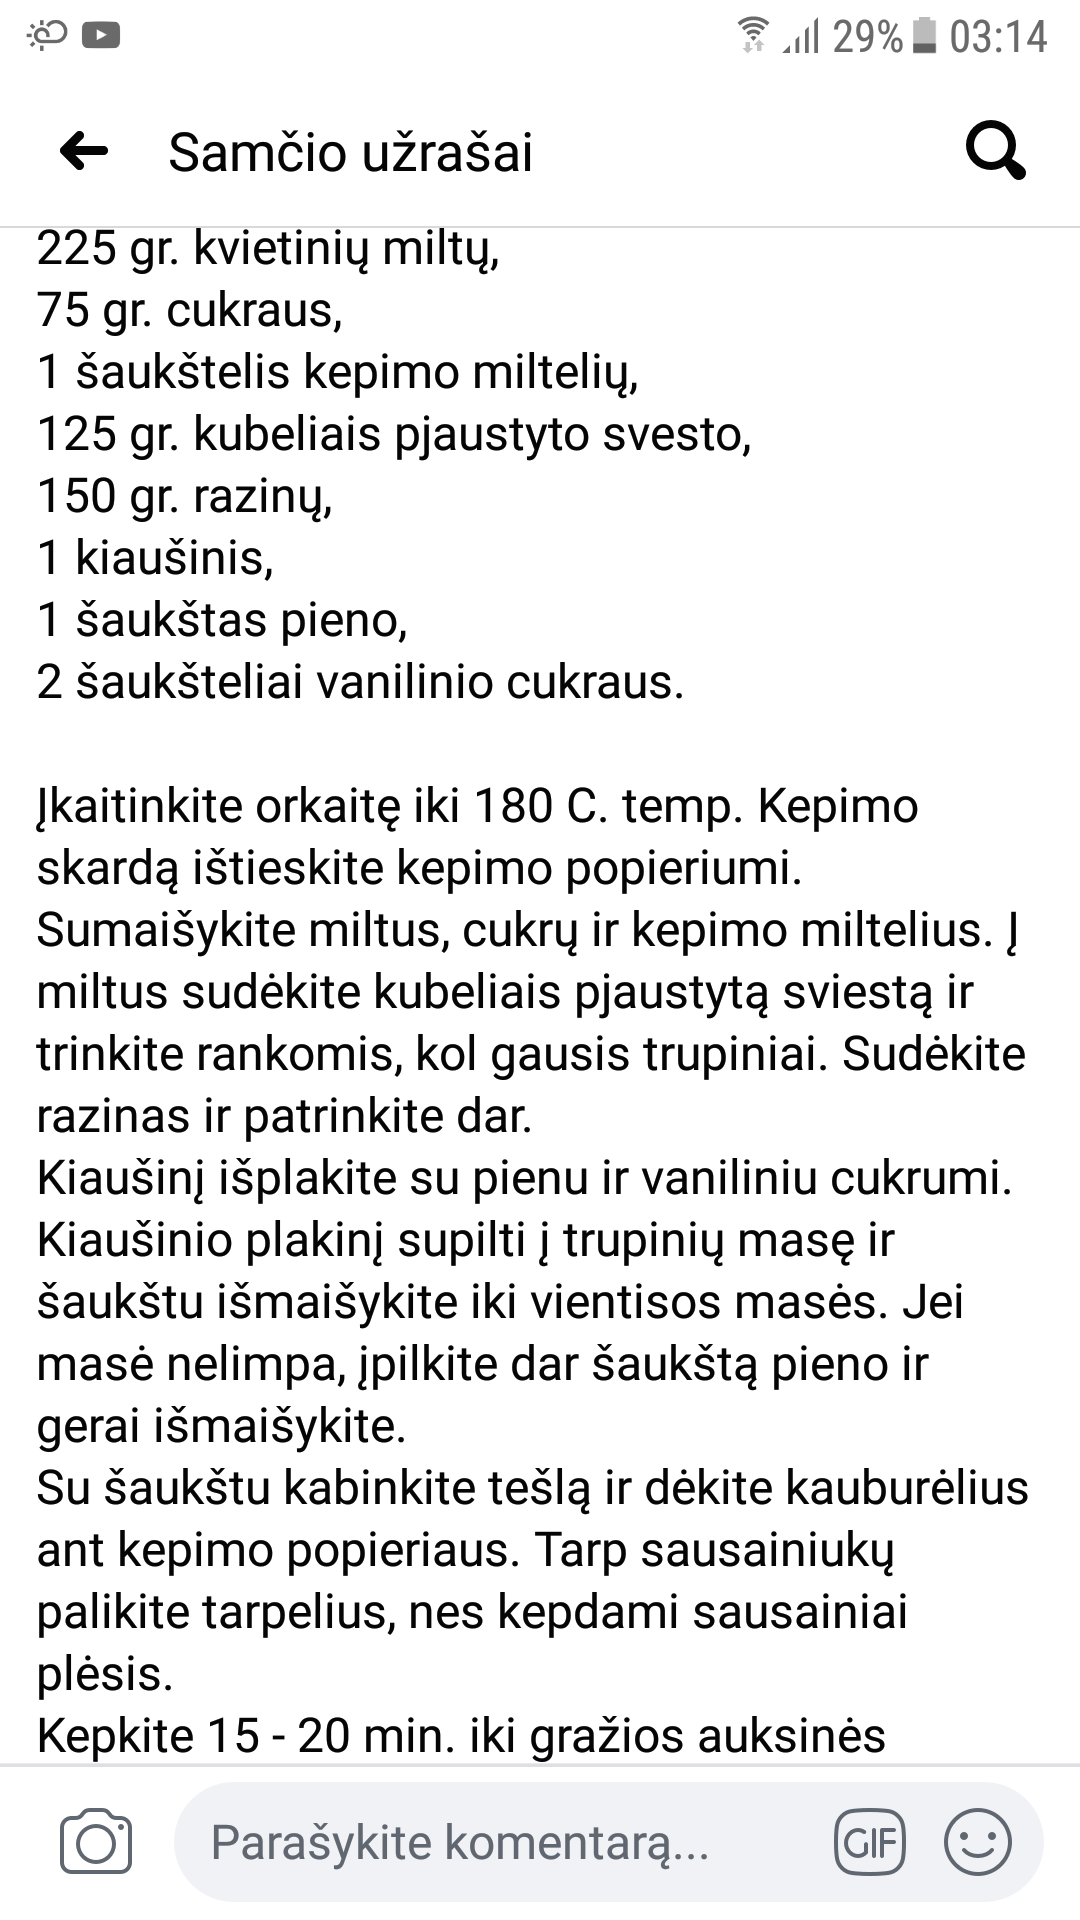 29% 03:14
Samčio užrašai
225 gr. kvietinių miltų,
75 gr. cukraus,
1 šaukštelis kepimo miltelių,
125 gr. kubeliais pjaustyto svesto,
150 gr. razinų,
1 kiaušinis,
1 šaukštas pieno,
2 šaukšteliai vanilinio cukraus.
Įkaitinkite orkaitę iki 180 C. temp. Kepimo
skardą ištieskite kepimo popieriumi.
Sumaišykite miltus, cukrų ir kepimo miltelius. Į
miltus sudėkite kubeliais pjaustytą sviestą ir
trinkite rankomis, kol gausis trupiniai. Sudėkite
razinas ir patrinkite dar.
Kiaušinį išplakite su pienu ir vaniliniu cukrumi.
Kiaušinio plakinį supilti į trupinių masę ir
šaukštu išmaišykite iki vientisos masės. Jei
masė nelimpa, įpilkite dar šaukštą pieno ir
gerai išmaišykite.
Su šaukštu kabinkite tešlą ir dėkite kauburėlius
ant kepimo popieriaus. Tarp sausainiukų
palikite tarpelius, nes kepdami sausainiai
plėsis.
Kepkite 15 - 20 min. iki gražios auksinės
Parašykite komentarą...
GIF